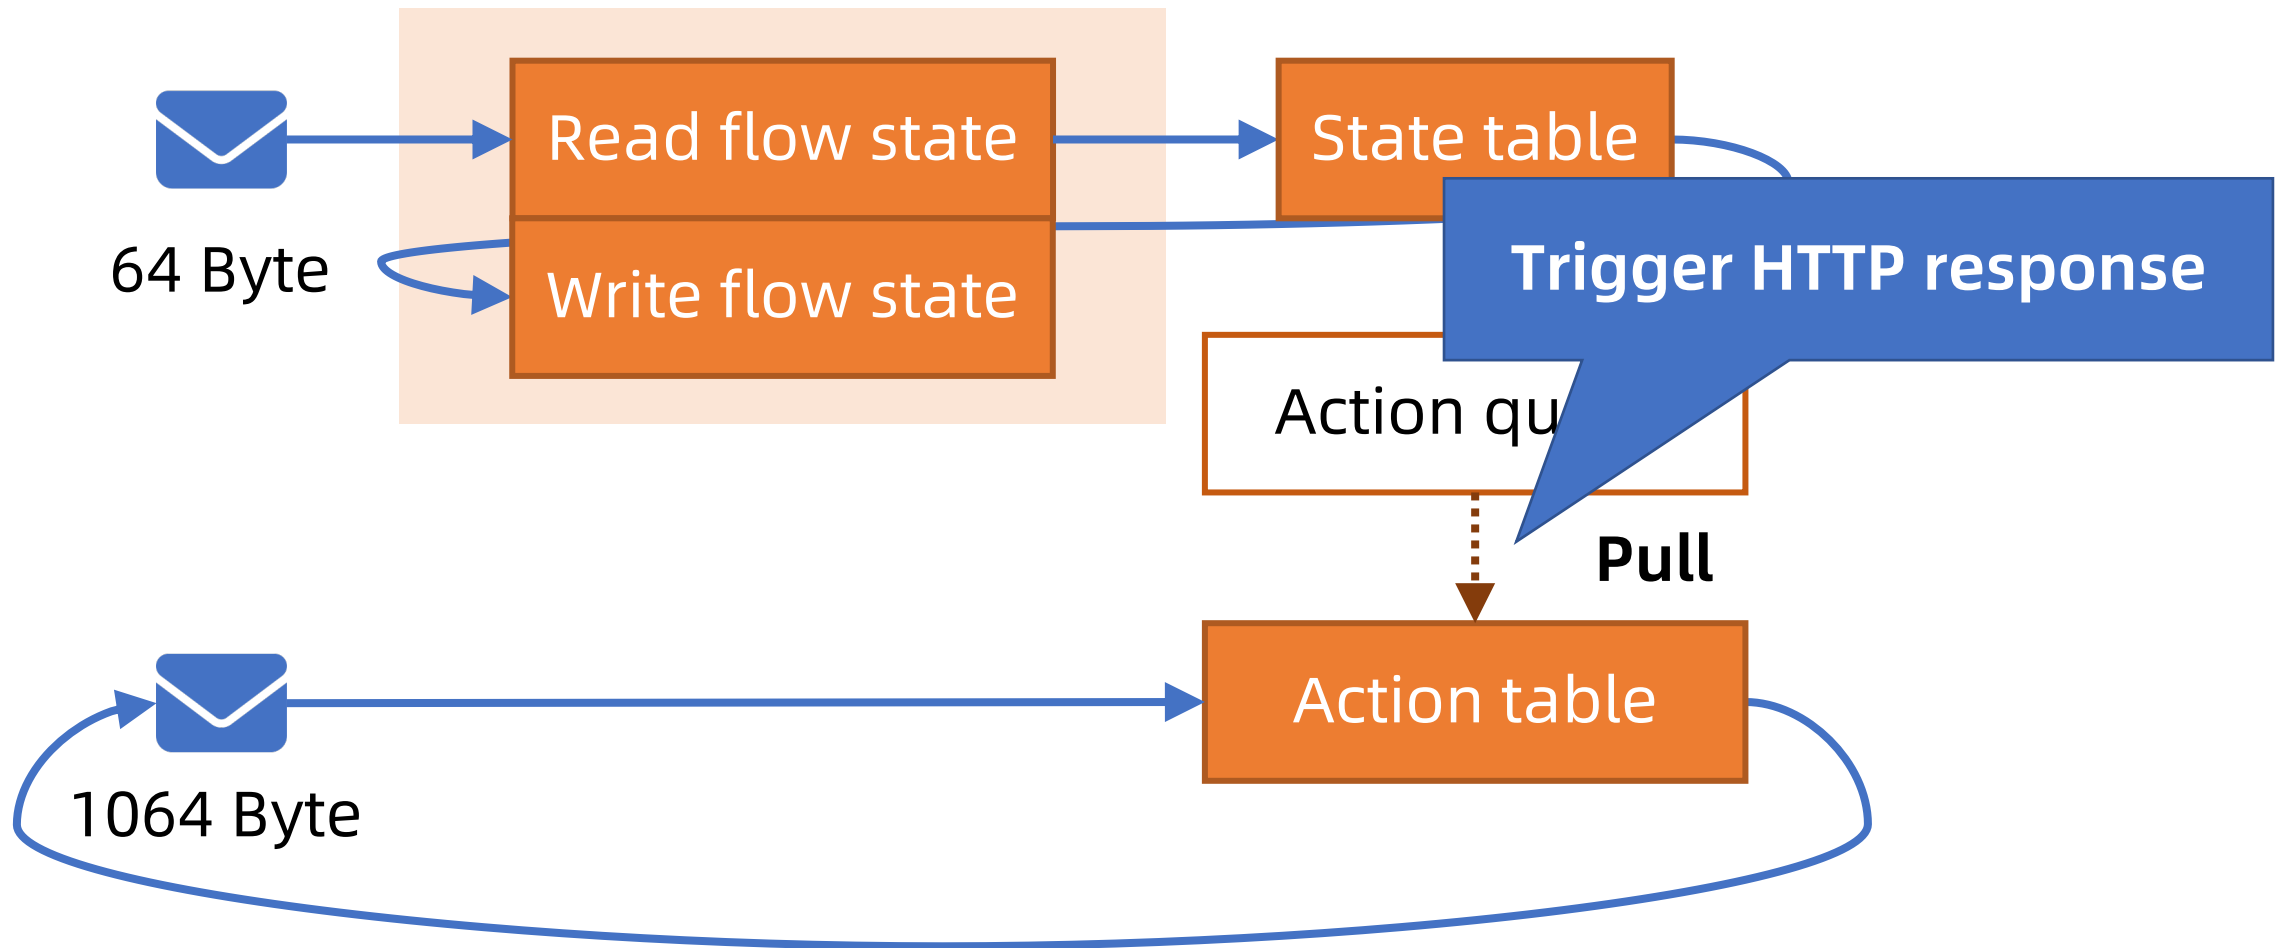 Read flow state
State table
64 Byte
Write flow state
Trigger HTTP response
Action
Pull
Action table
1064 Byte